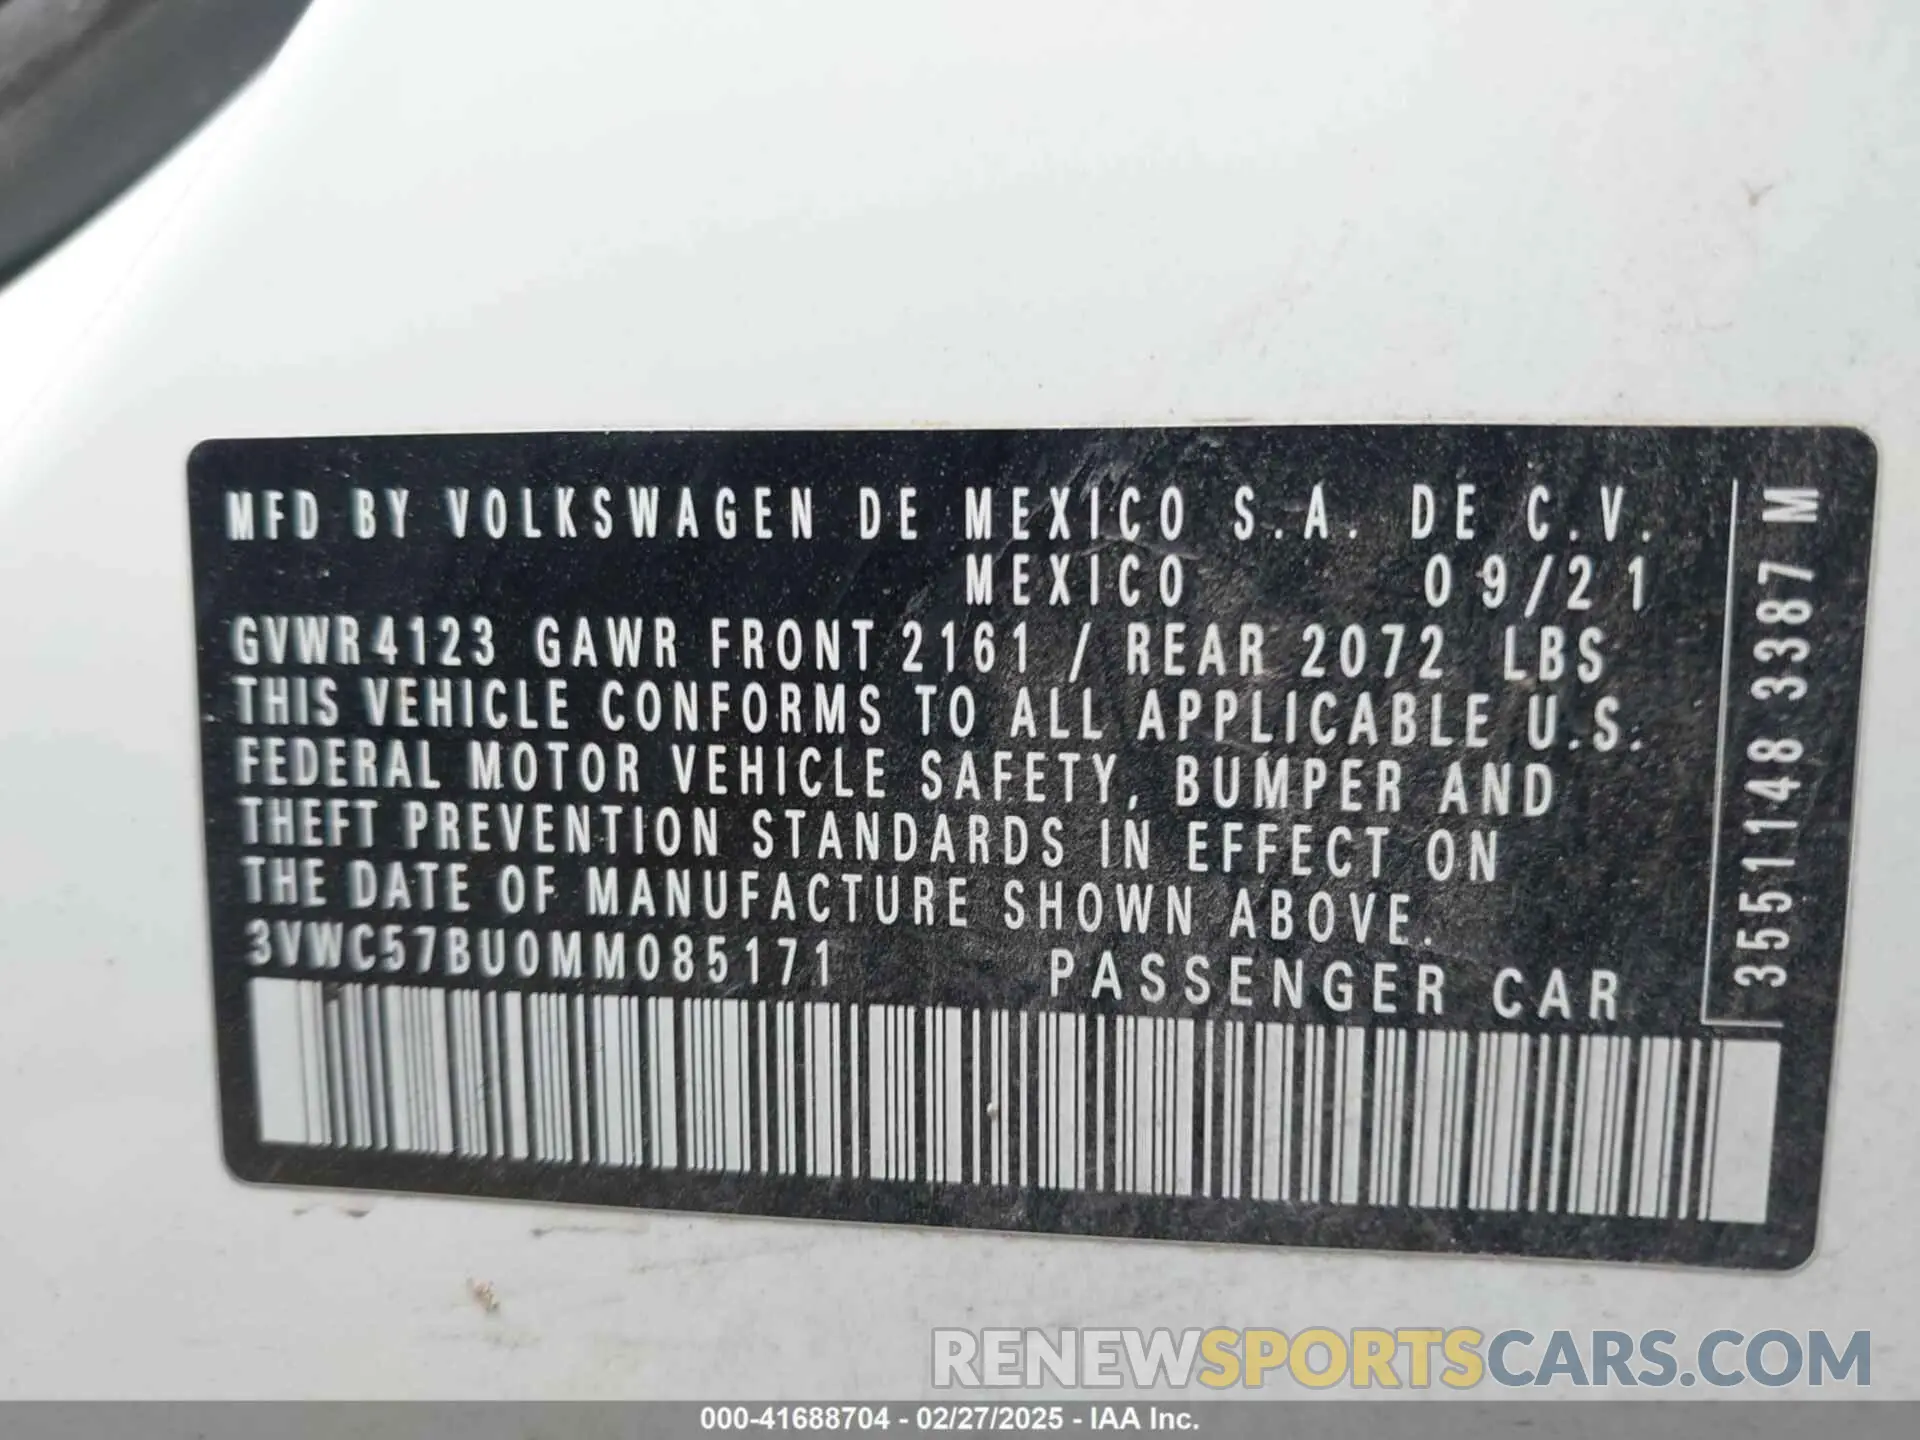 MFD BY VOLKSWAGEN DE MEXICO S.A. DE C.V.
MEXICO 09/21
GVWR 4123 GAWR FRONT 2161 / REAR 2072 LBS
THIS VEHICLE CONFORMS TO ALL APPLICABLE U.S.
FEDERAL MOTOR VEHICLE SAFETY, BUMPER AND
THEFT PREVENTION STANDARDS IN EFFECT ON
THE DATE OF MANUFACTURE SHOWN ABOVE.
3VWC57BU0MM085171 PASSENGER CAR
3551148 3387 M
RENEWSPORTSCARS.COM
000-41688704 - 02/27/2025 - IAA Inc.